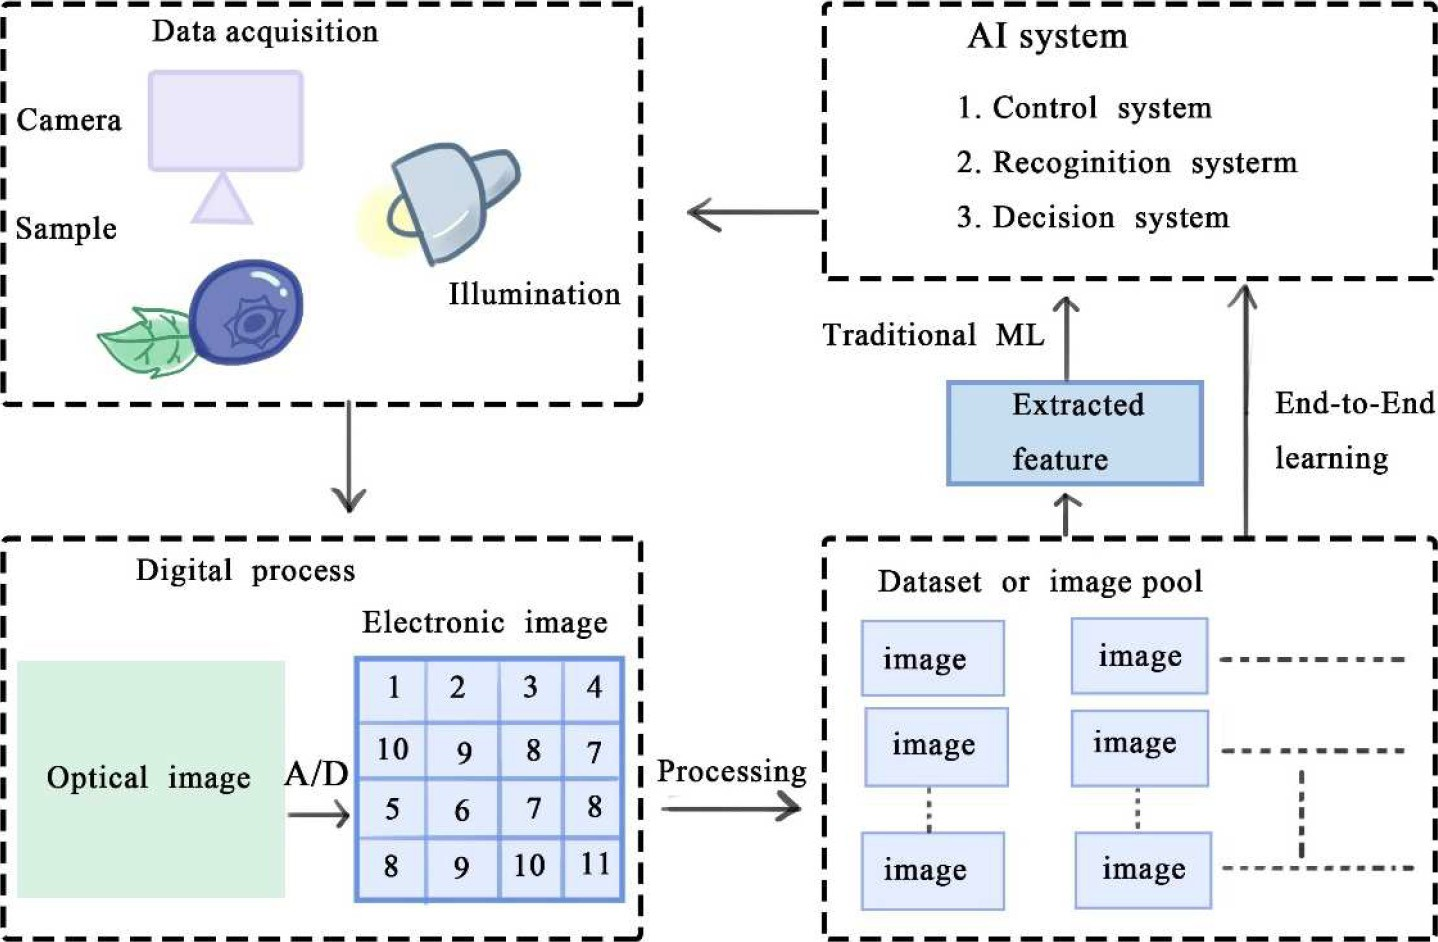 Data acquisition
Camera
Sample
Illumination
AI system
1. Control system
2. Recoginition systerm
3. Decision system
Traditional ML
Extracted
feature
End-to-End
learning
Digital process
Electronic image
Optical image
A/D
1 2 3 4
10 9 8 7
5 6 7 8
8 9 10 11
Processing
Dataset or image pool
image image
image image
image image